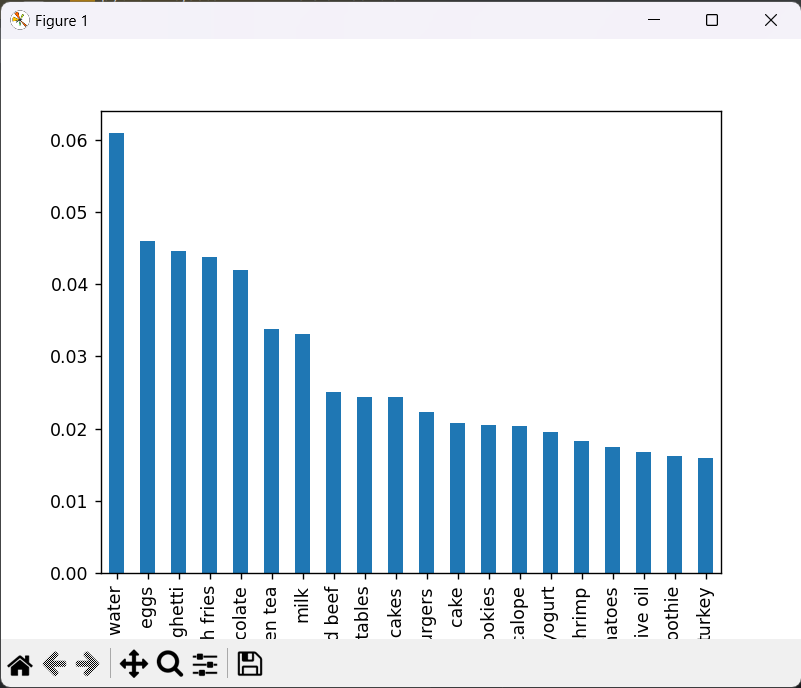 Figure 1
0.06
0.05
0.04
0.03
0.02
0.01
0.00
water
eggs
ghetti
h fries
colate
en tea
milk
d beef
tables
cakes
urgers
cake
ookies
calope
yogurt
hrimp
natoes
ive oil
oothie
turkey